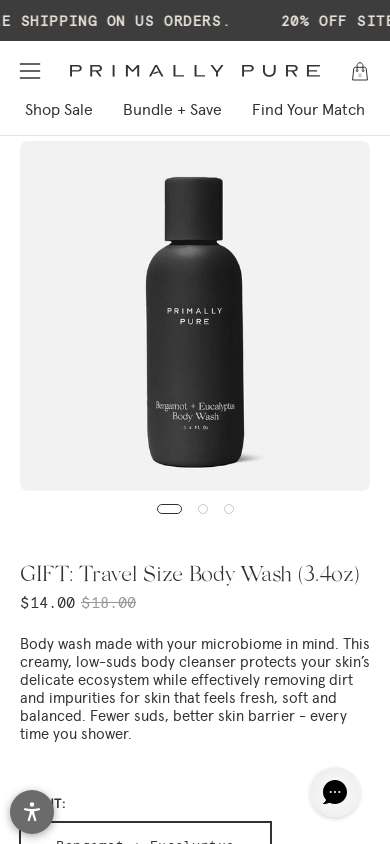 E SHIPPING ON US ORDERS. 20% OFF SITE
PRIMALLY PURE
Shop Sale Bundle + Save Find Your Match
PRIMALLY
PURE
Bergamot + Eucalyptus
Body Wash
GIFT: Travel Size Body Wash (3.4oz)
$14.00 $18.00
Body wash made with your microbiome in mind. This
creamy, low-suds body cleanser protects your skin’s
delicate ecosystem while effectively removing dirt
and impurities for skin that feels fresh, soft and
balanced. Fewer suds, better skin barrier - every
time you shower.
Bergamot + Eucalyptus